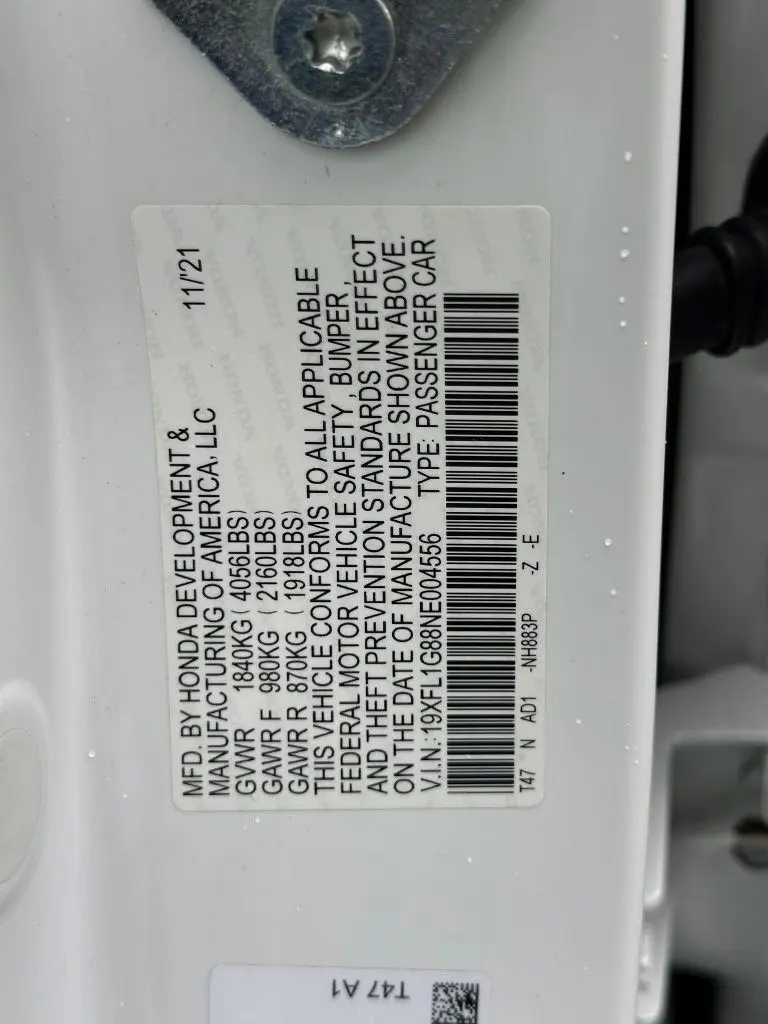 MFD. BY HONDA DEVELOPMENT & 11/'21
MANUFACTURING OF AMERICA, LLC
GVWR 1840KG ( 4056LBS)
GAWR F 980KG ( 2160LBS)
GAWR R 870KG ( 1918LBS)
THIS VEHICLE CONFORMS TO ALL APPLICABLE
FEDERAL MOTOR VEHICLE SAFETY , BUMPER ,
AND THEFT PREVENTION STANDARDS IN EFFECT
ON THE DATE OF MANUFACTURE SHOWN ABOVE.
V.I.N.:19XFL1G88NE004556 TYPE: PASSENGER CAR
T47 N AD1 -NH883P -Z -E
T47 A1